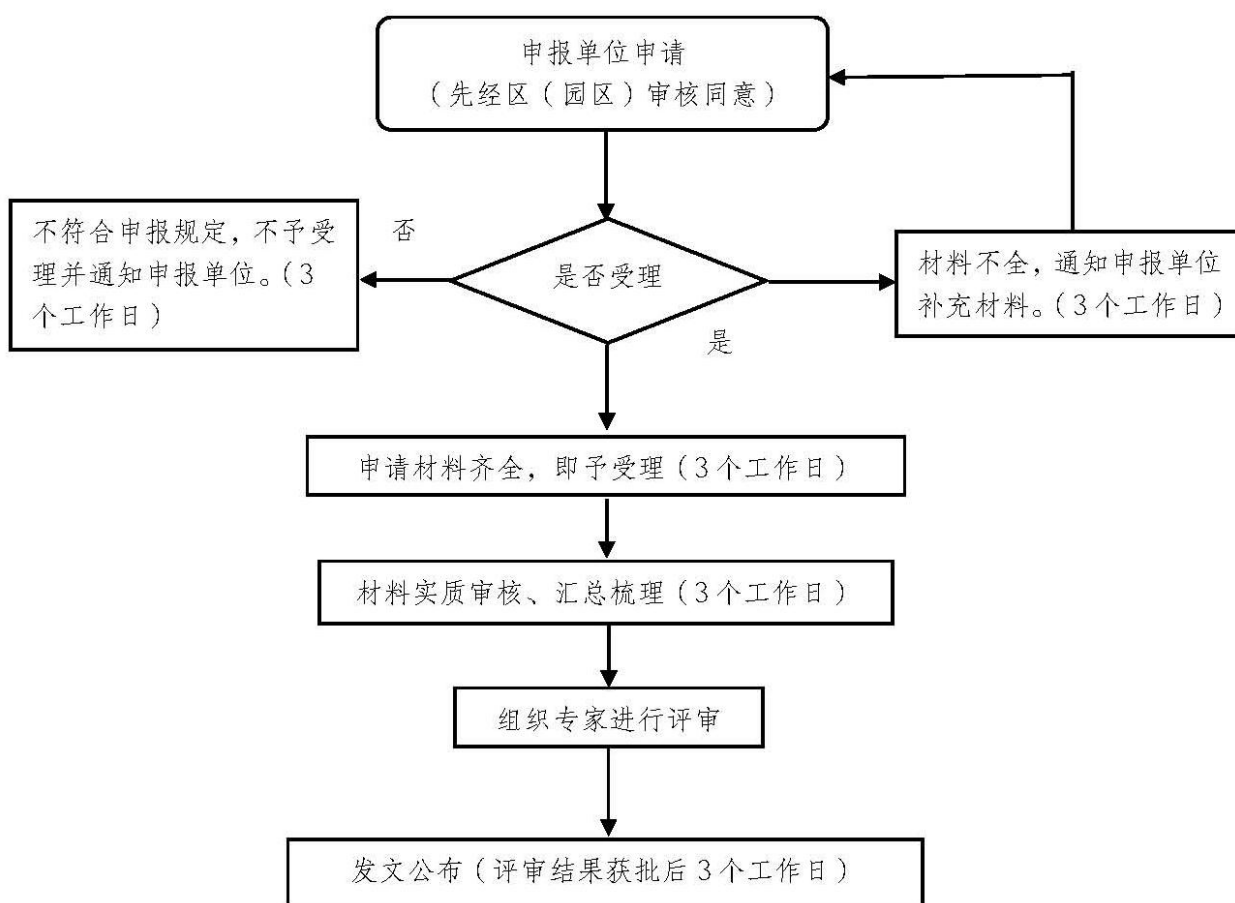 申报单位申请
（先经区（园区）审核同意）
不符合申报规定，不予受
理并通知申报单位。（3
个工作日）
否
是否受理
是
材料不全，通知申报单位
补充材料。（3个工作日）
申请材料齐全，即予受理（3个工作日）
材料实质审核、汇总梳理（3个工作日）
组织专家进行评审
发文公布（评审结果获批后3个工作日）